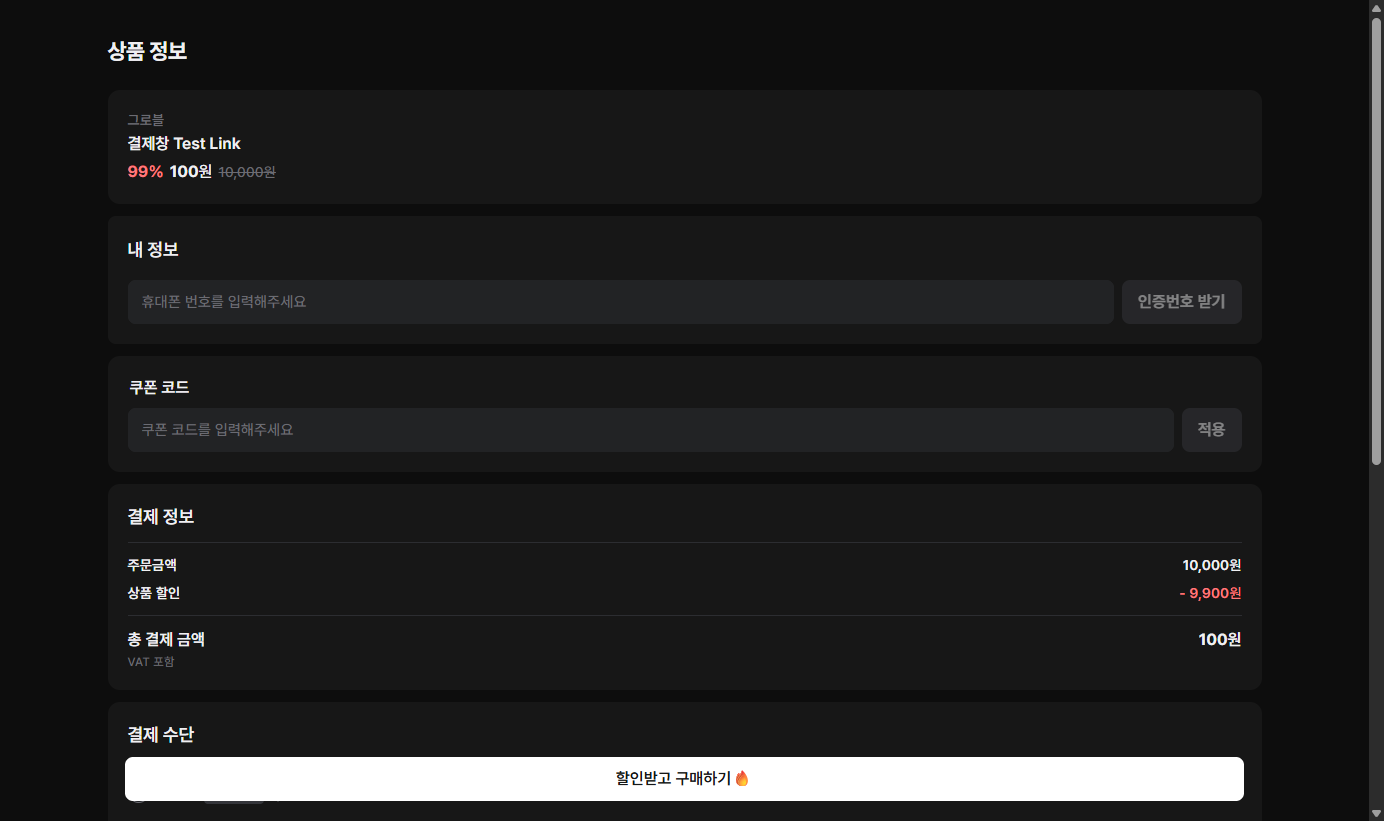 상품 정보
그로블
결제창 Test Link
99% 100원 10,000원
내 정보
휴대폰 번호를 입력해주세요 인증번호 받기
쿠폰 코드
쿠폰 코드를 입력해주세요 적용
결제 정보
주문금액 10,000원
상품 할인 - 9,900원
총 결제 금액 100원
VAT 포함
결제 수단
할인받고 구매하기🔥